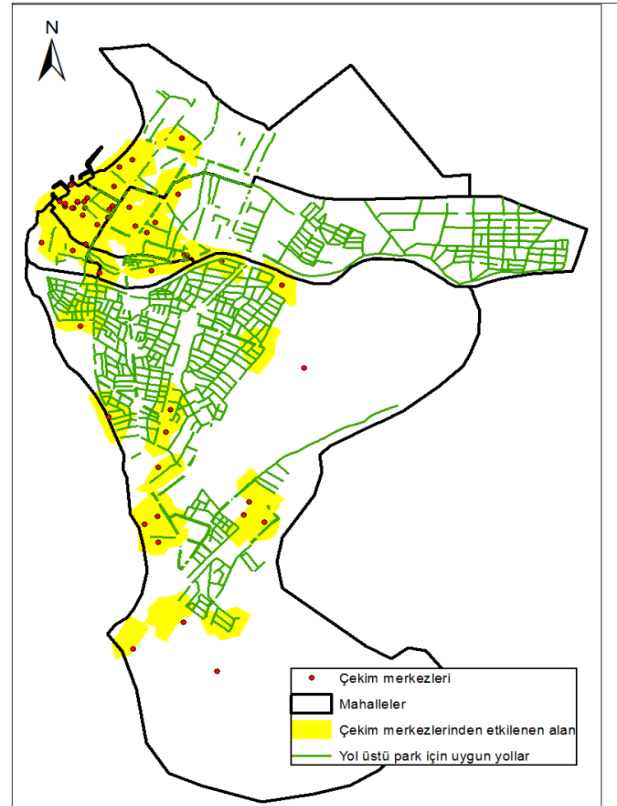 N
Çekim merkezleri
Mahalleler
Çekim merkezlerinden etkilenen alan
Yol üstü park için uygun yollar